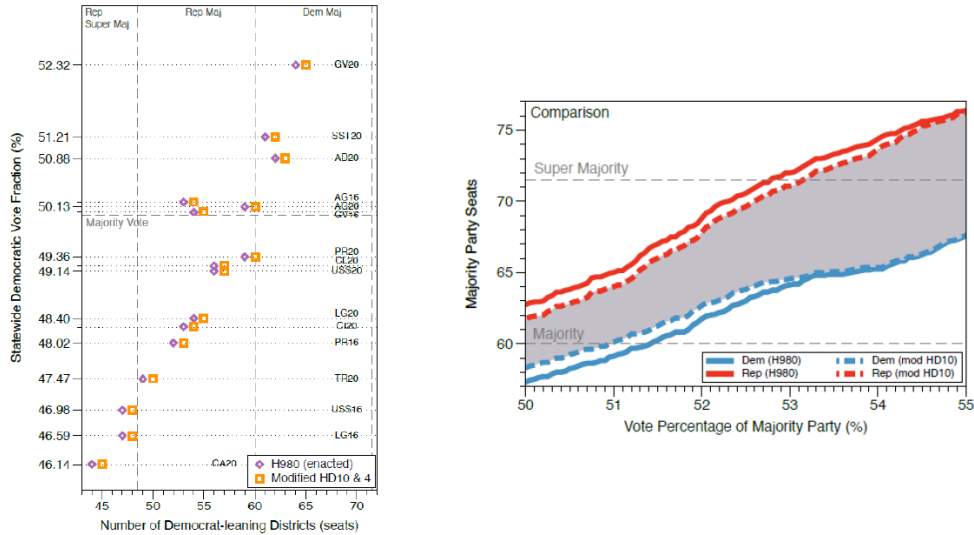 Rep
Super Maj
Rep Maj
Dem Maj
52.32
GV20
51.21
SST20
50.88
AD20
AG16
50.13
AG20
GV16
Majority Vote
PR20
49.36
CL20
49.14
USS20
LG20
48.40
CI20
48.02
PR16
47.47
TR20
46.98
USS16
46.59
LG16
46.14
CA20
H980 (enacted)
Modified HD10 & 4
45
50
55
60
65
70
Number of Democrat-leaning Districts (seats)
Statewide Democratic Vote Fraction (%)
Comparison
75
Super Majority
70
65
Majority
60
Dem (H980)
Dem (mod HD10)
Rep (H980)
Rep (mod HD10)
50
51
52
53
54
55
Vote Percentage of Majority Party (%)
Majority Party Seats